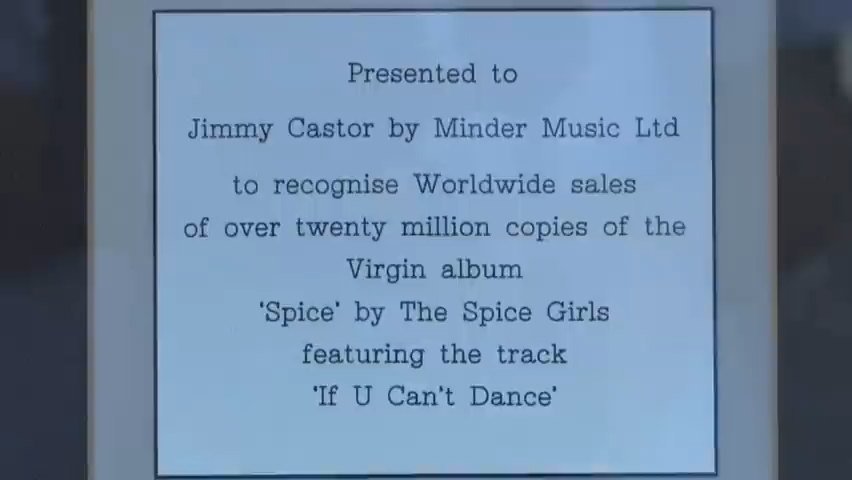 Presented to
Jimmy Castor by Minder Music Ltd
to recognise Worldwide sales
of over twenty million copies of the
Virgin album
'Spice' by The Spice Girls
featuring the track
'If U Can't Dance'